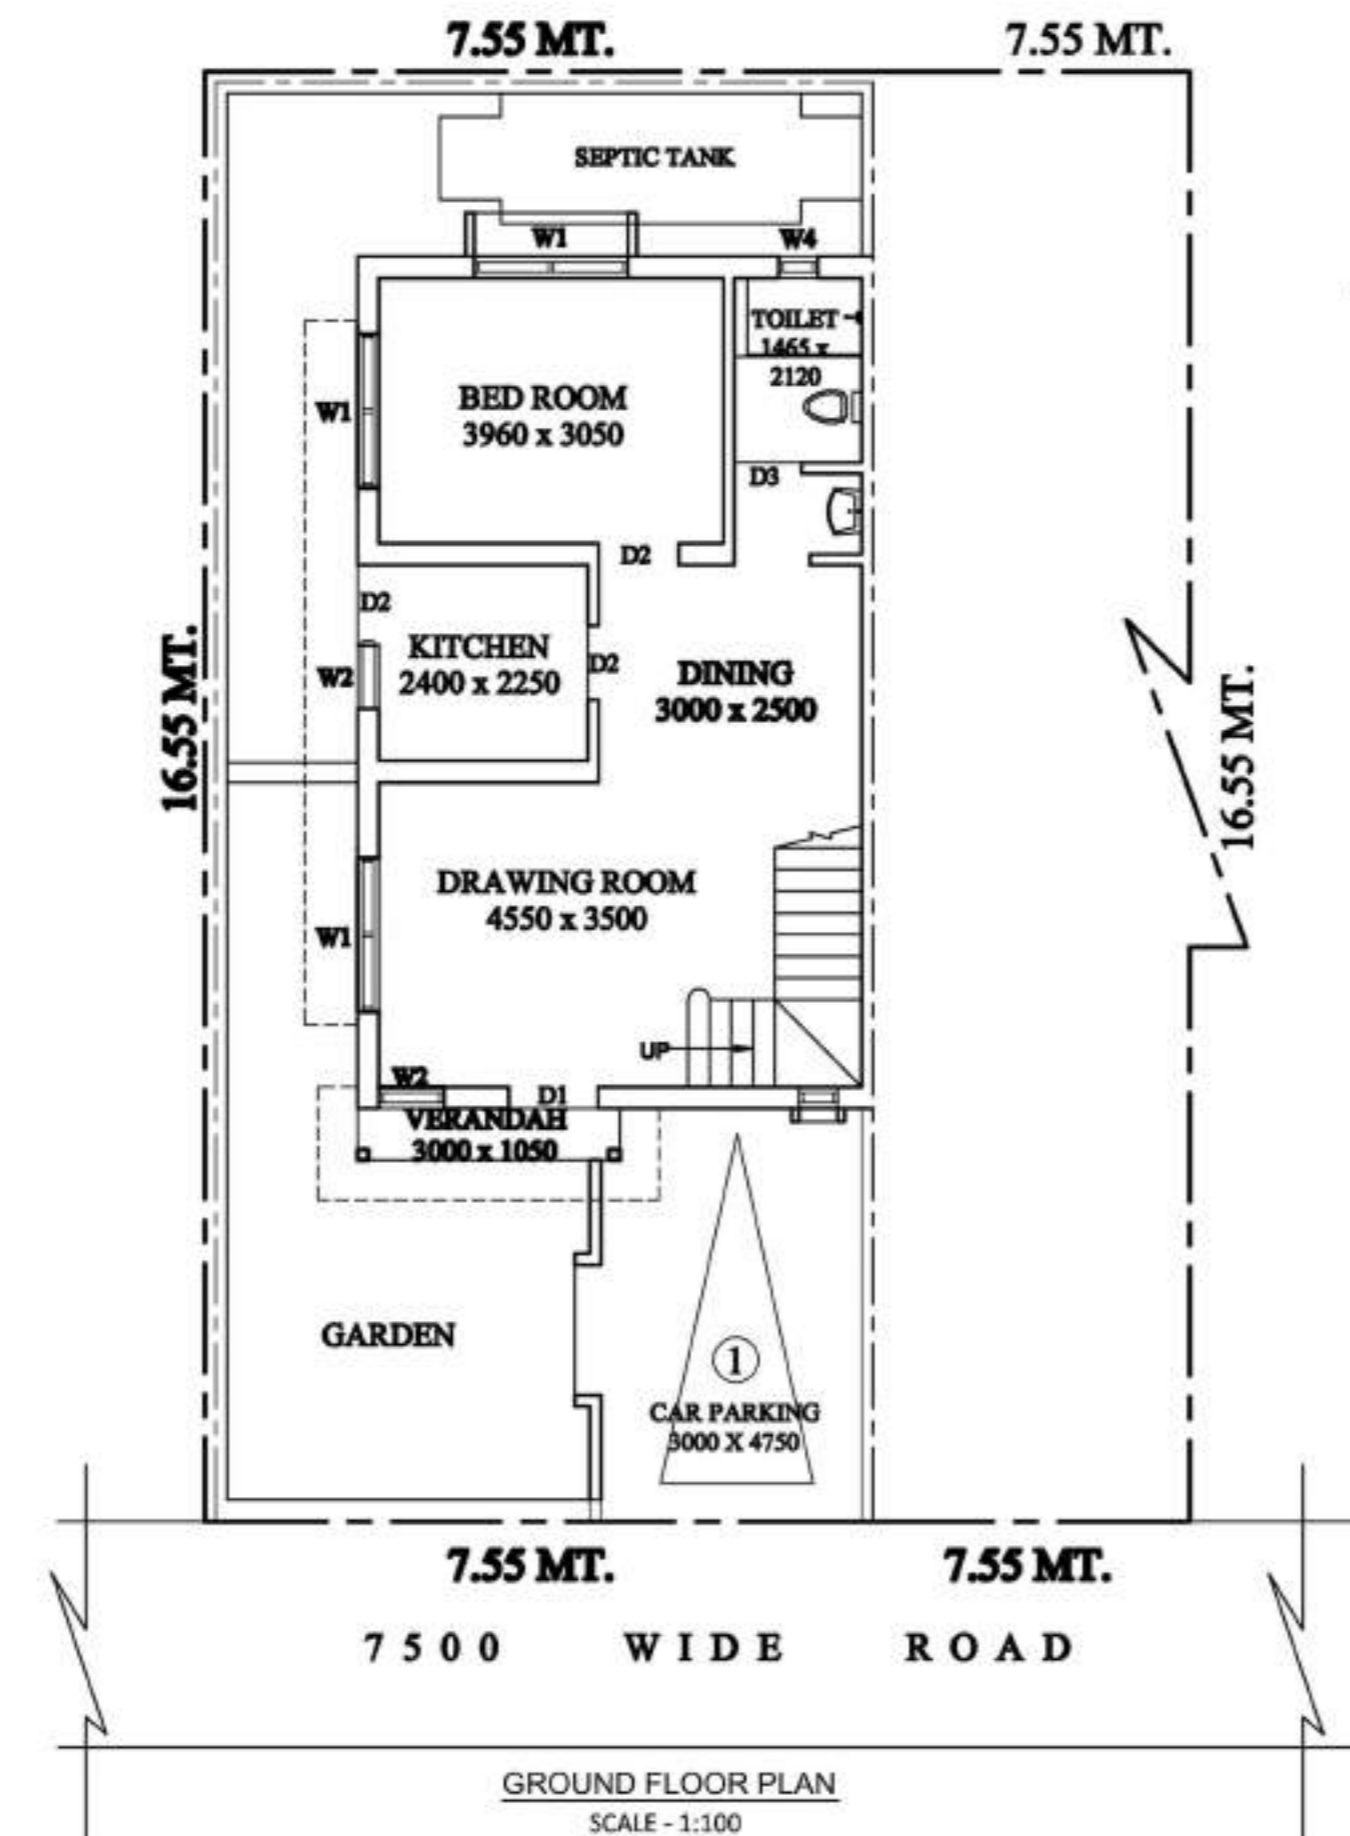 7.55 MT.
7.55 MT.
SEPTIC TANK
W1
W4
TOILET
1465 x
2120
BED ROOM
3960 x 3050
W1
D3
D2
D2
KITCHEN
2400 x 2250
W2
D2
DINING
3000 x 2500
16.55 MT.
16.55 MT.
DRAWING ROOM
4550 x 3500
W1
UP
W2
D1
VERANDAH
3000 x 1050
GARDEN
1
CAR PARKING
3000 X 4750
7.55 MT.
7.55 MT.
7500 WIDE ROAD
GROUND FLOOR PLAN
SCALE - 1:100